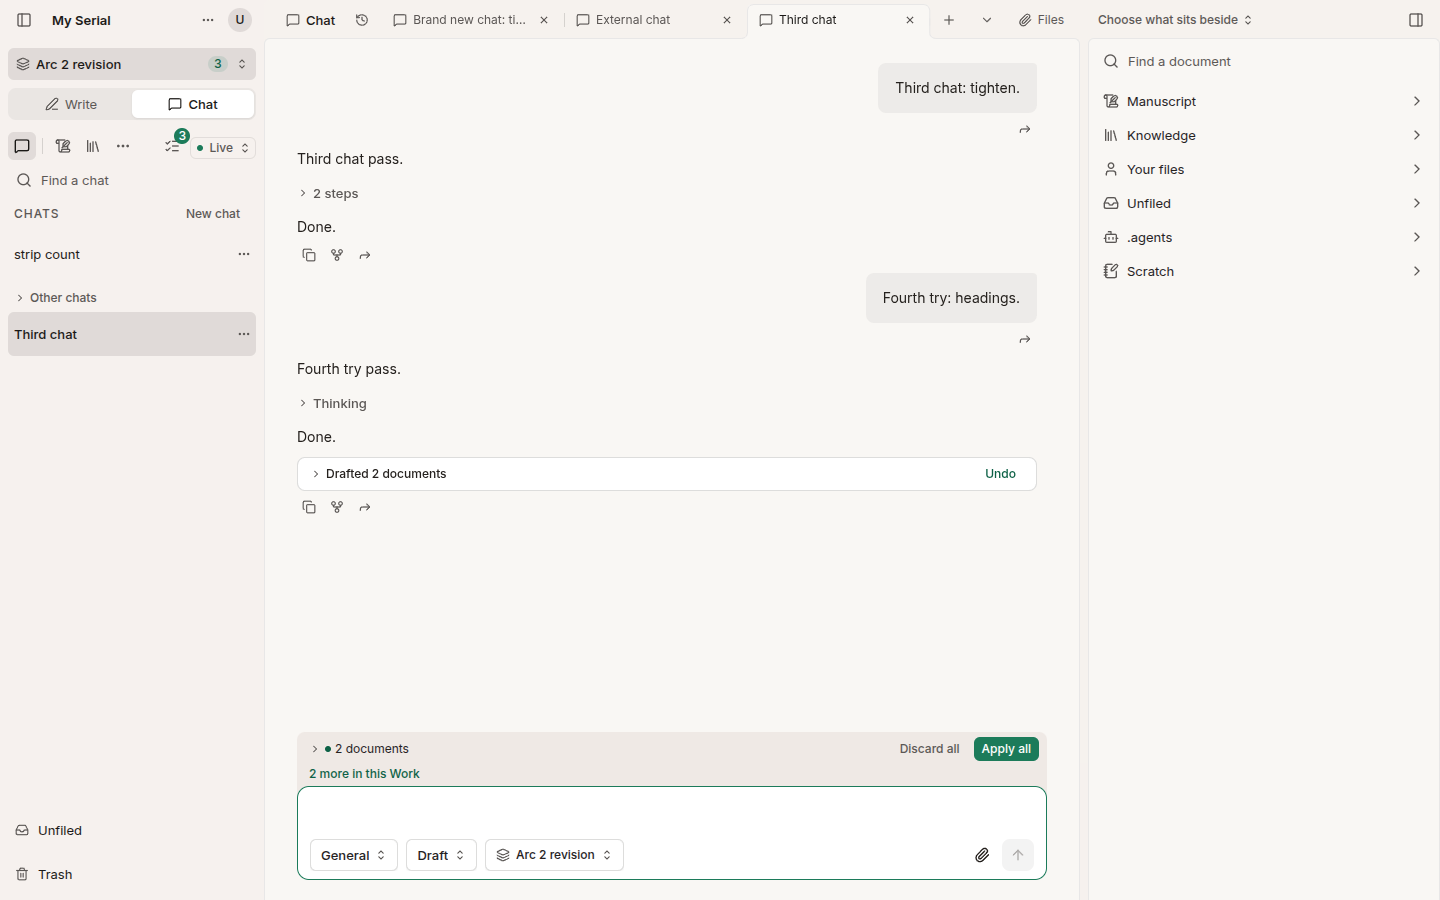 My Serial
U
Arc 2 revision
3
Write
Chat
3
Live
Find a chat
CHATS
New chat
strip count
Other chats
Third chat
Unfiled
Trash
Chat
Brand new chat: ti...
External chat
Third chat
Files
Third chat: tighten.
Third chat pass.
2 steps
Done.
Fourth try: headings.
Fourth try pass.
Thinking
Done.
Drafted 2 documents
Undo
2 documents
Discard all
Apply all
2 more in this Work
General
Draft
Arc 2 revision
Choose what sits beside
Find a document
Manuscript
Knowledge
Your files
Unfiled
.agents
Scratch